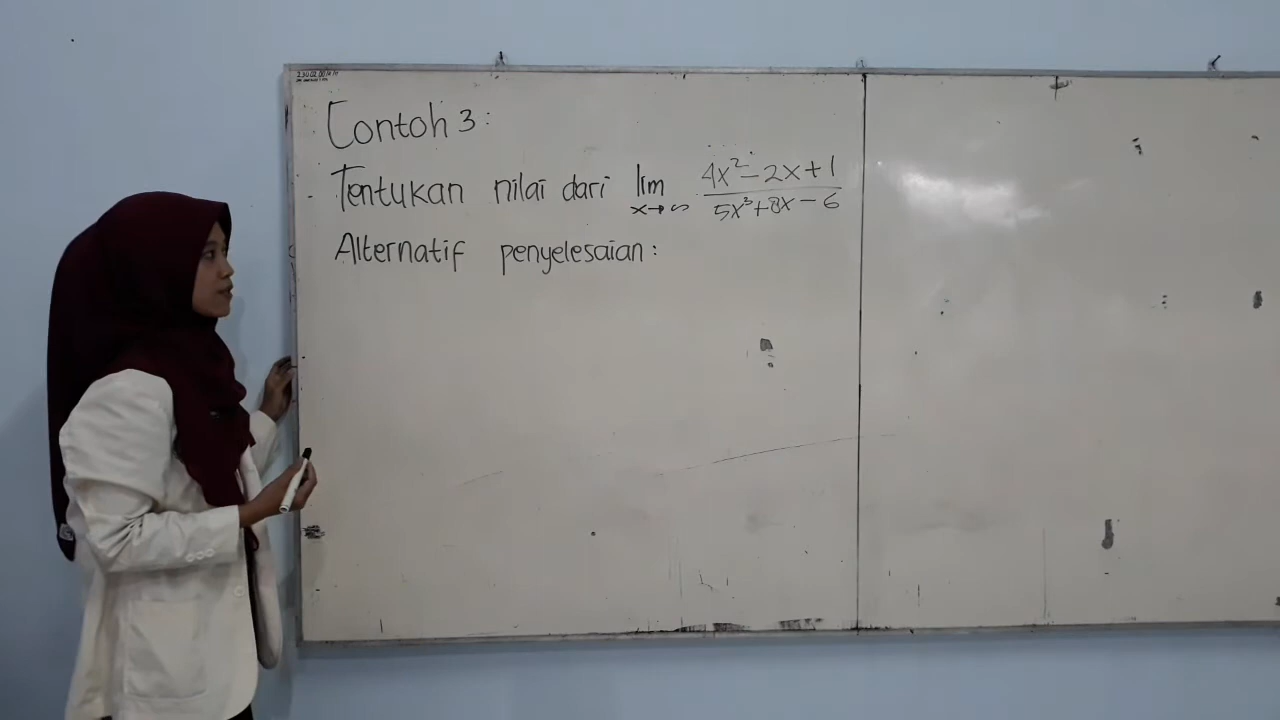 Contoh 3:
Tentukan nilai dari lim x→∞ (4x² - 2x + 1)/(5x³ + 8x - 6)
Alternatif penyelesaian: